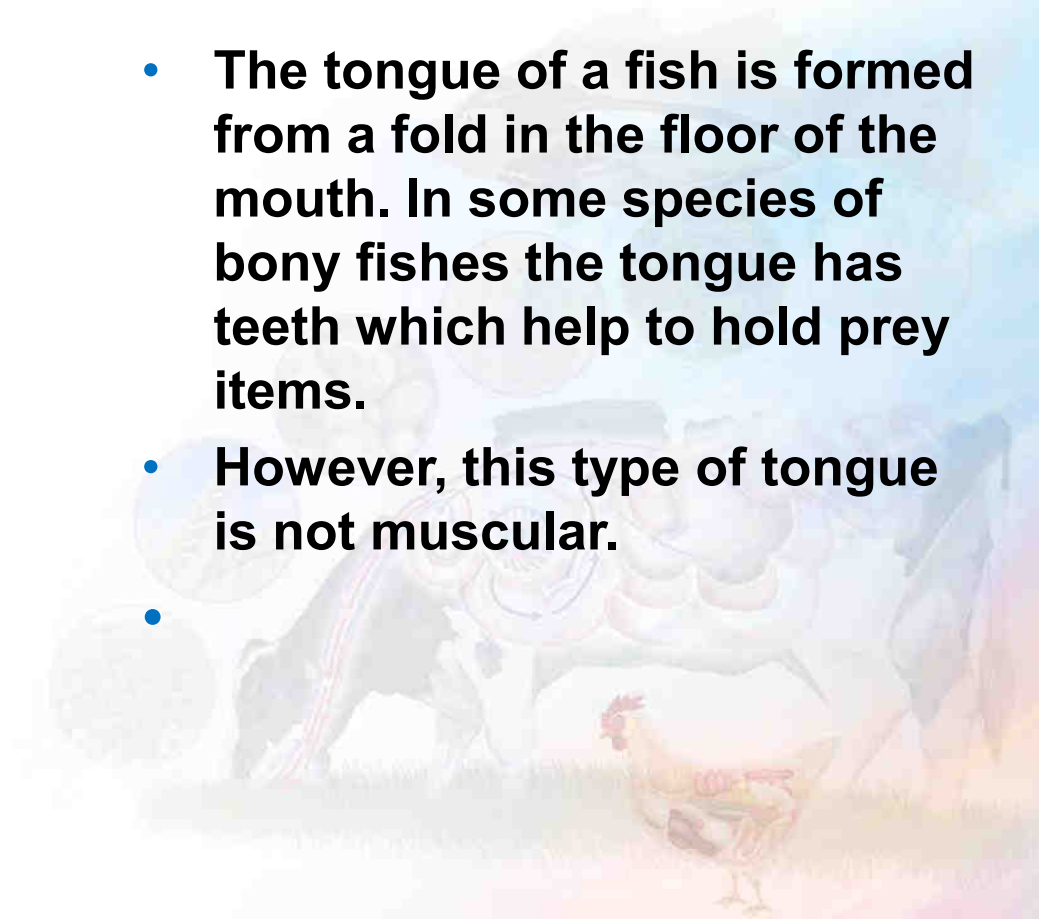 • The tongue of a fish is formed
from a fold in the floor of the
mouth. In some species of
bony fishes the tongue has
teeth which help to hold prey
items.
• However, this type of tongue
is not muscular.
•